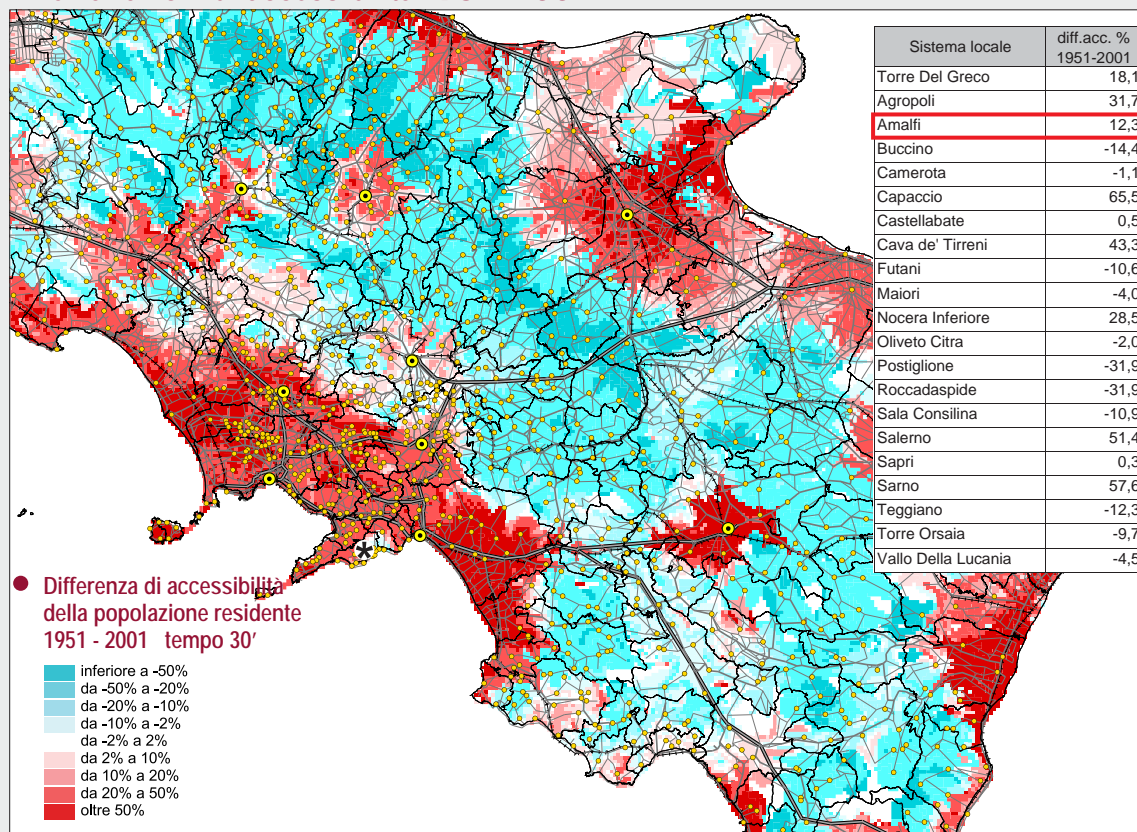 Sistema locale diff.acc. % 1951-2001
Torre Del Greco 18,1
Agropoli 31,7
Amalfi 12,3
Buccino -14,4
Camerota -1,1
Capaccio 65,5
Castellabate 0,5
Cava de' Tirreni 43,3
Futani -10,6
Maiori -4,0
Nocera Inferiore 28,5
Oliveto Citra -2,0
Postiglione -31,9
Roccadaspide -31,9
Sala Consilina -10,9
Salerno 51,4
Sapri 0,3
Sarno 57,6
Teggiano -12,3
Torre Orsaia -9,7
Vallo Della Lucania -4,5
*
Differenza di accessibilità
della popolazione residente
1951 - 2001 tempo 30'
inferiore a -50%
da -50% a -20%
da -20% a -10%
da -10% a -2%
da -2% a 2%
da 2% a 10%
da 10% a 20%
da 20% a 50%
oltre 50%